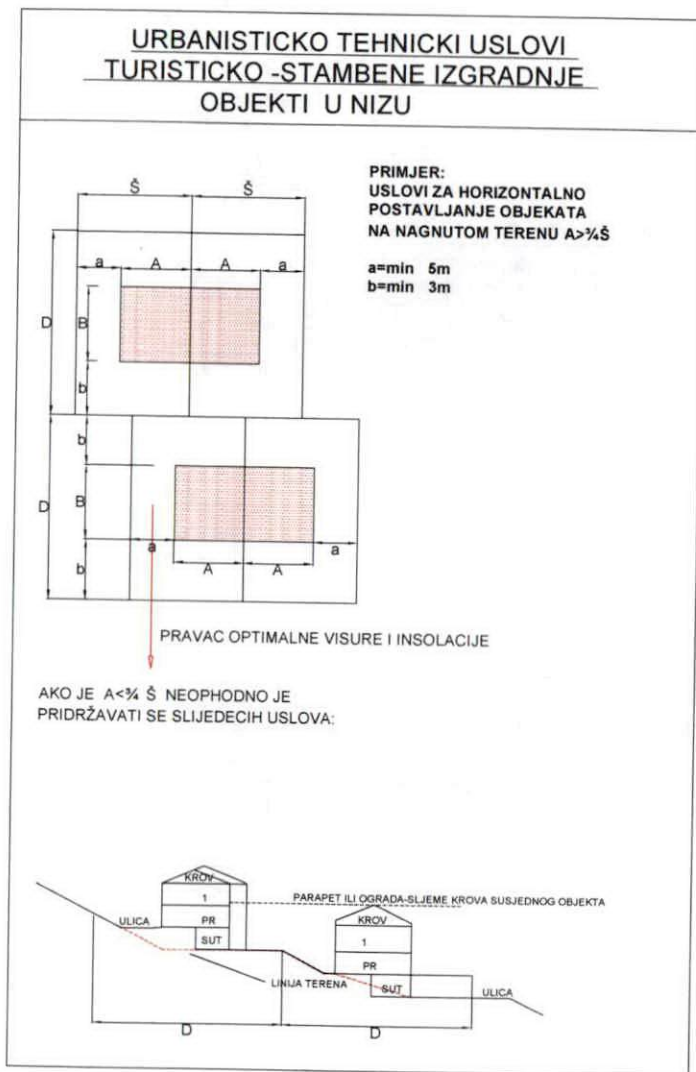 URBANISTICKO TEHNICKI USLOVI
TURISTICKO -STAMBENE IZGRADNJE
OBJEKTI U NIZU
PRIMJER:
USLOVI ZA HORIZONTALNO
POSTAVLJANJE OBJEKATA
NA NAGNUTOM TERENU A>¾Š
a=min 5m
b=min 3m
Š Š
a A A a
D B
b
b
D B
a a
b A A
PRAVAC OPTIMALNE VISURE I INSOLACIJE
AKO JE A<¾ Š NEOPHODNO JE
PRIDRŽAVATI SE SLIJEDECIH USLOVA:
KROV
1 PARAPET ILI OGRADA-SLJEME KROVA SUSJEDNOG OBJEKTA
ULICA PR KROV
SUT 1
PR
LINIJA TERENA SUT ULICA
D D